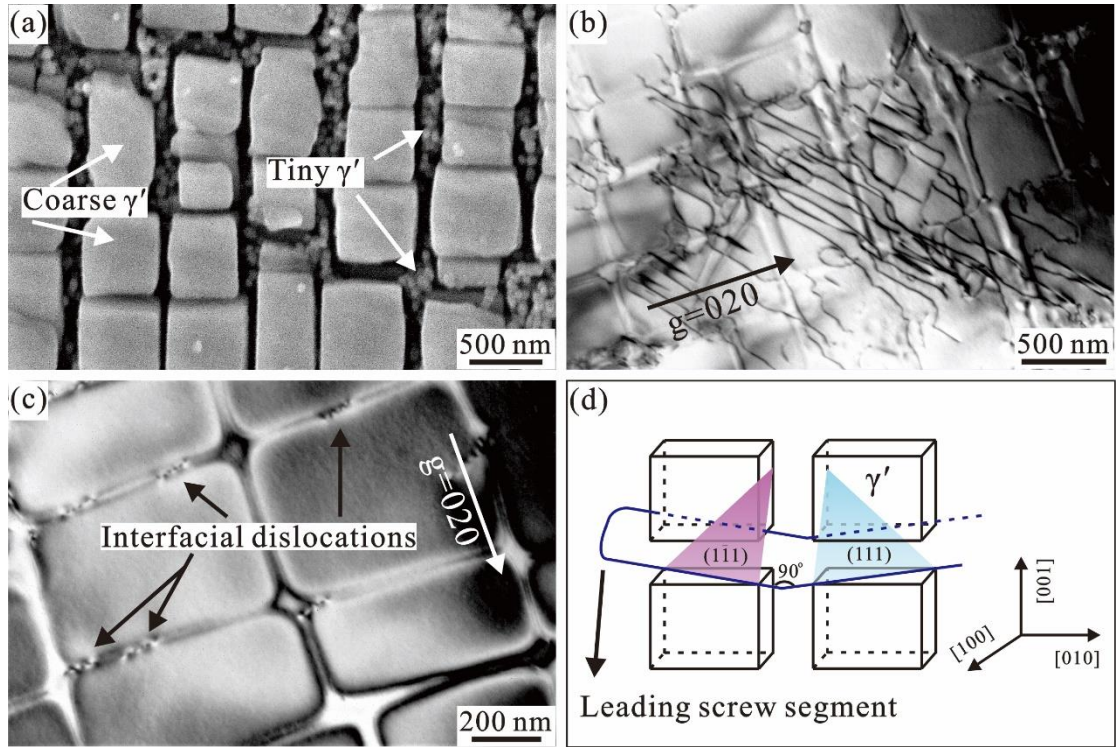 (a)
Coarse γ′
Tiny γ′
500 nm
(b)
g=020
500 nm
(c)
Interfacial dislocations
g=020
200 nm
(d)
γ′
(11̄1)
(111)
90°
[001]
[100]
[010]
Leading screw segment